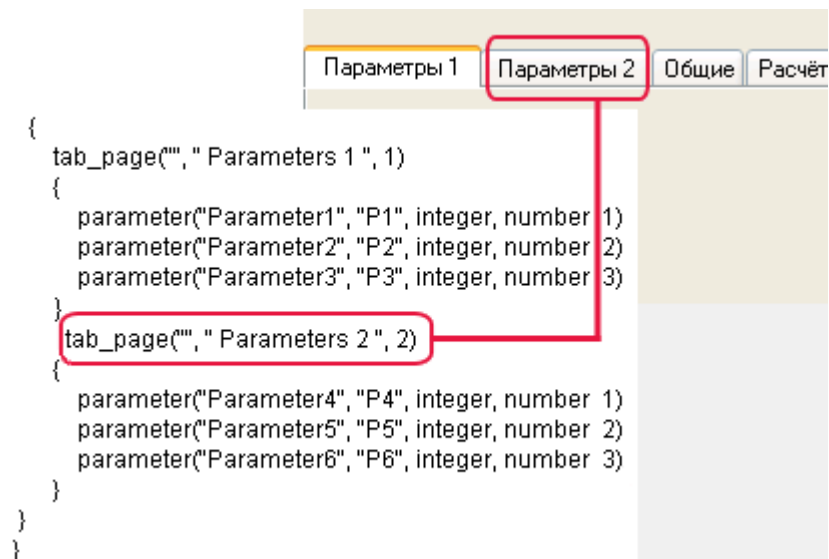 Параметры 1 Параметры 2 Общие Расчёт
{
tab_page("", " Parameters 1 ", 1)
{
parameter("Parameter1", "P1", integer, number 1)
parameter("Parameter2", "P2", integer, number 2)
parameter("Parameter3", "P3", integer, number 3)
}
tab_page("", " Parameters 2 ", 2)
{
parameter("Parameter4", "P4", integer, number 1)
parameter("Parameter5", "P5", integer, number 2)
parameter("Parameter6", "P6", integer, number 3)
}
}
}